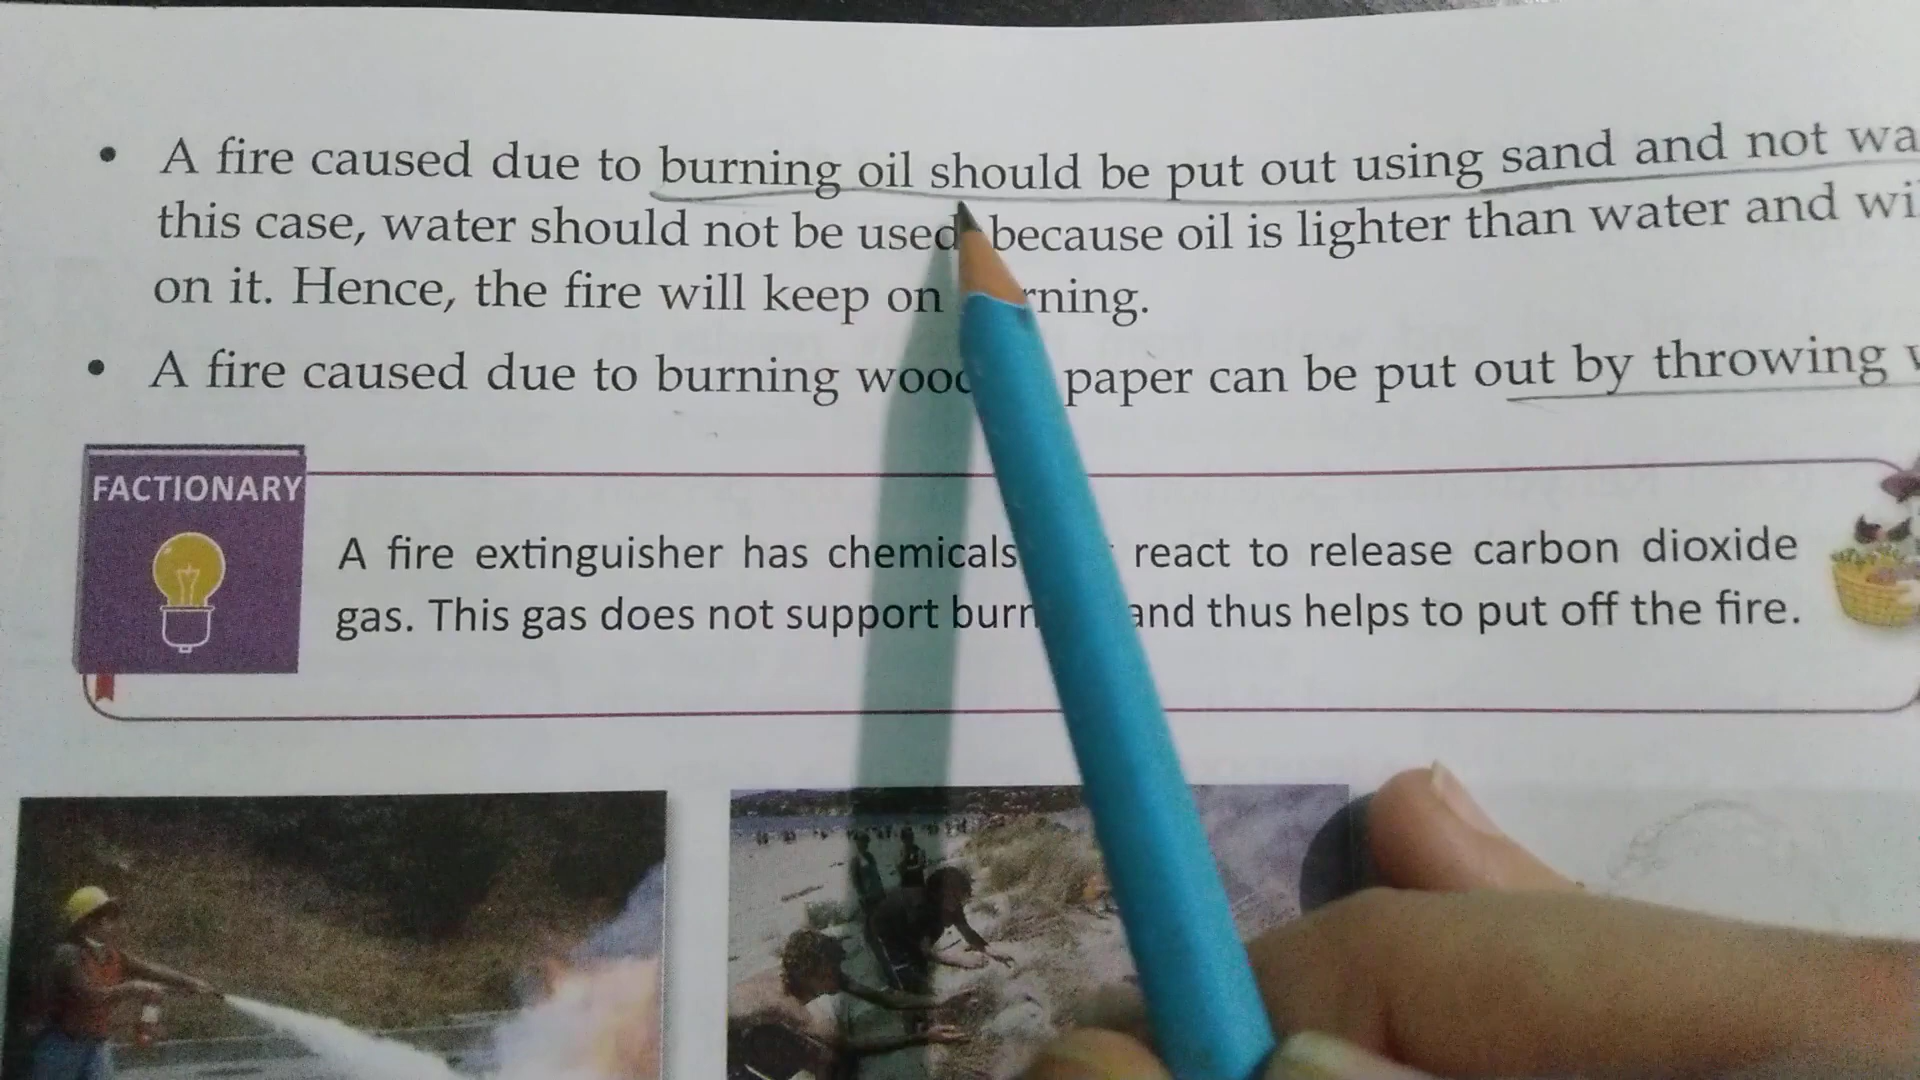 • A fire caused due to burning oil should be put out using sand and not
this case, water should not be used because oil is lighter than water and
on it. Hence, the fire will keep on
• A fire caused due to burning paper can be put out by throwing
FACTIONARY
A fire extinguisher has chemicals react to release carbon dioxide
gas. This gas does not support and thus helps to put off the fire.